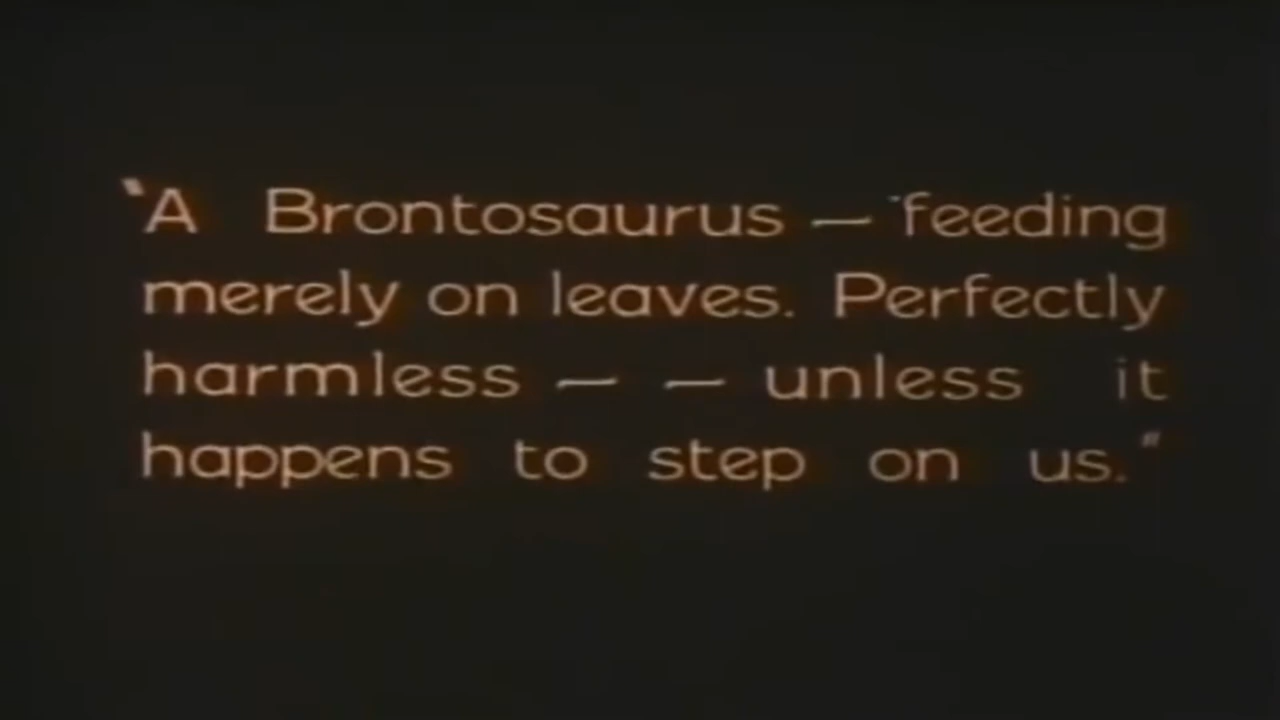 "A Brontosaurus — feeding
merely on leaves. Perfectly
harmless — — unless it
happens to step on us."